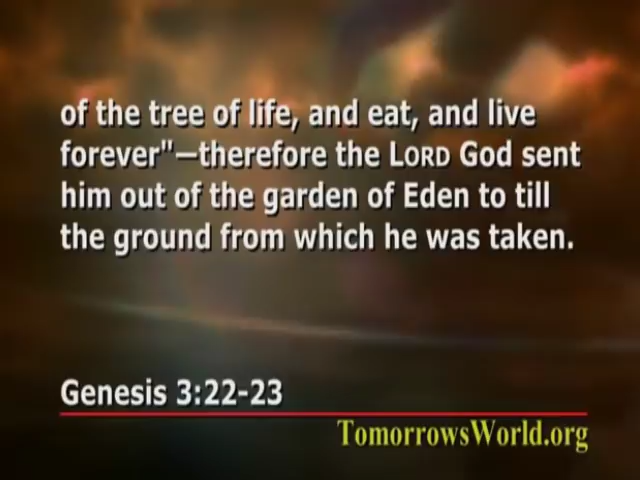 of the tree of life, and eat, and live
forever"—therefore the LORD God sent
him out of the garden of Eden to till
the ground from which he was taken.
Genesis 3:22-23
TomorrowsWorld.org